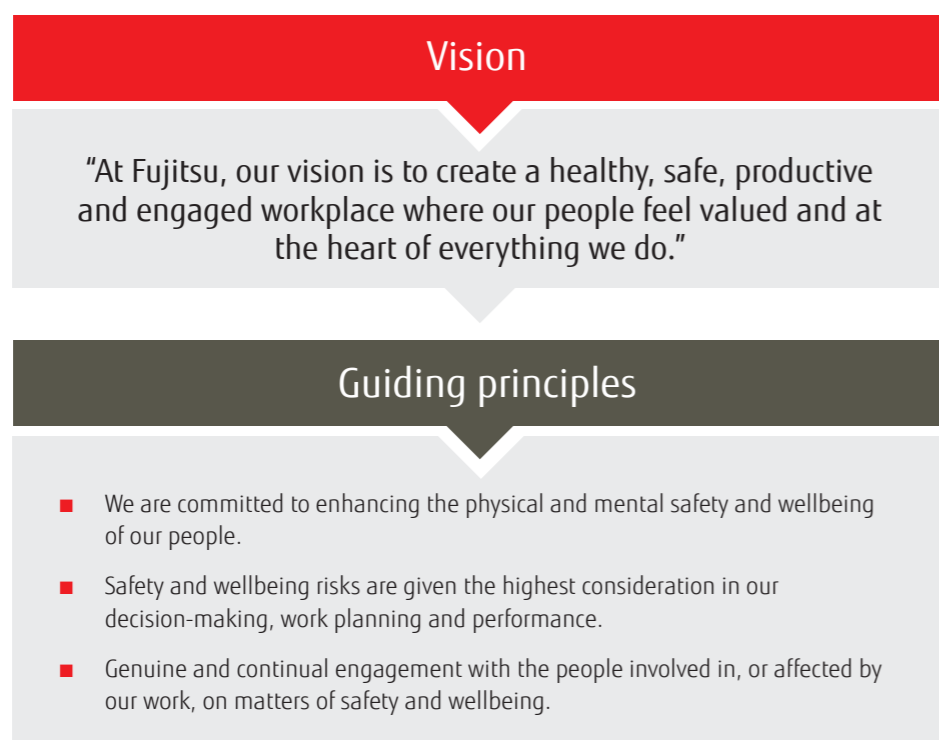 Vision
“At Fujitsu, our vision is to create a healthy, safe, productive
and engaged workplace where our people feel valued and at
the heart of everything we do.”
Guiding principles
■ We are committed to enhancing the physical and mental safety and wellbeing
of our people.
■ Safety and wellbeing risks are given the highest consideration in our
decision-making, work planning and performance.
■ Genuine and continual engagement with the people involved in, or affected by
our work, on matters of safety and wellbeing.